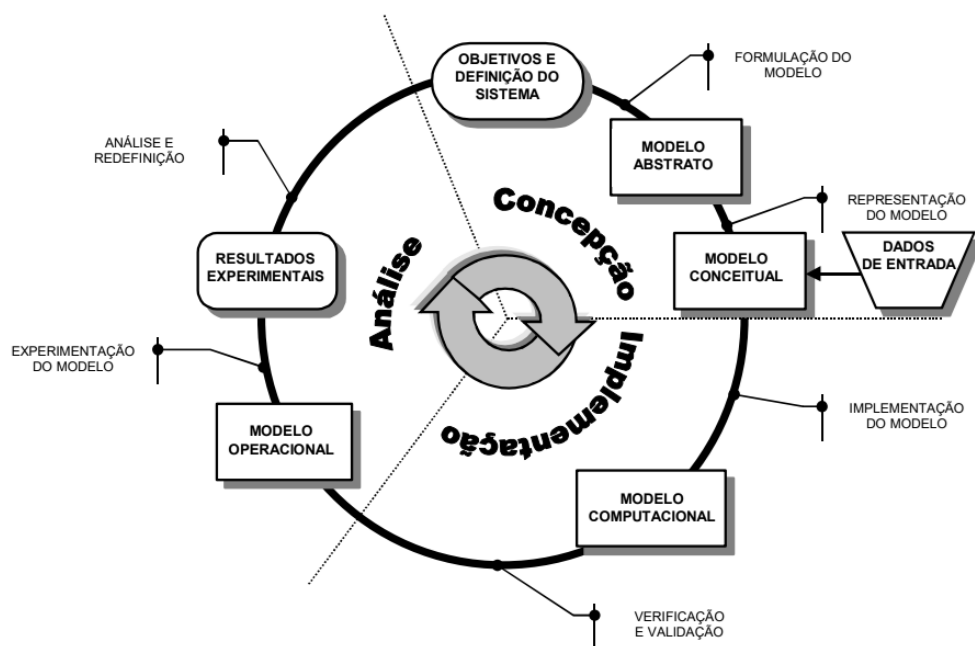 OBJETIVOS E
DEFINIÇÃO DO
SISTEMA
FORMULAÇÃO DO
MODELO
MODELO
ABSTRATO
REPRESENTAÇÃO
DO MODELO
MODELO
CONCEITUAL
DADOS
DE ENTRADA
IMPLEMENTAÇÃO
DO MODELO
MODELO
COMPUTACIONAL
VERIFICAÇÃO
E VALIDAÇÃO
MODELO
OPERACIONAL
EXPERIMENTAÇÃO
DO MODELO
RESULTADOS
EXPERIMENTAIS
ANÁLISE E
REDEFINIÇÃO
Concepção
Implementação
Análise